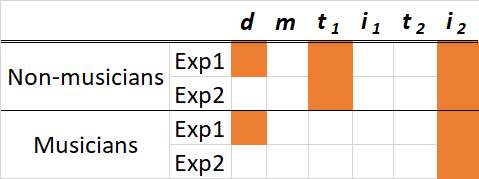 d m t1 i1 t2 i2
Non-musicians
Exp1
Exp2
Musicians
Exp1
Exp2